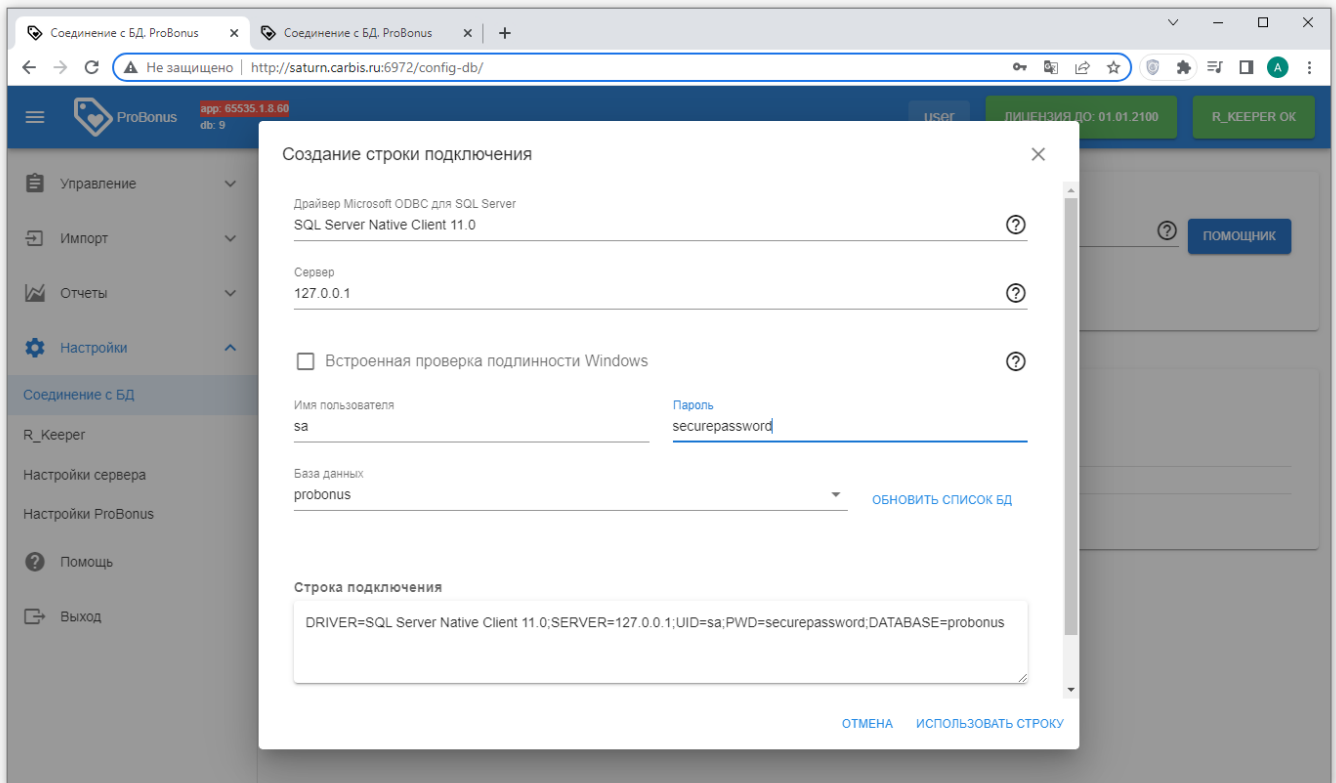 Соединение с БД. ProBonus
Соединение с БД. ProBonus
Не защищено
http://saturn.carbis.ru:6972/config-db/
A
ProBonus
app: 65535.1.8.60
db: 9
user
ЛИЦЕНЗИЯ ДО: 01.01.2100
R_KEEPER ОК
Управление
Импорт
Отчеты
Настройки
Соединение с БД
R_Keeper
Настройки сервера
Настройки ProBonus
Помощь
Выход
ПОМОЩНИК
Создание строки подключения
Драйвер Microsoft ODBC для SQL Server
SQL Server Native Client 11.0
Сервер
127.0.0.1
Встроенная проверка подлинности Windows
Имя пользователя
sa
Пароль
securepassword
База данных
probonus
ОБНОВИТЬ СПИСОК БД
Строка подключения
DRIVER=SQL Server Native Client 11.0;SERVER=127.0.0.1;UID=sa;PWD=securepassword;DATABASE=probonus
ОТМЕНА
ИСПОЛЬЗОВАТЬ СТРОКУ